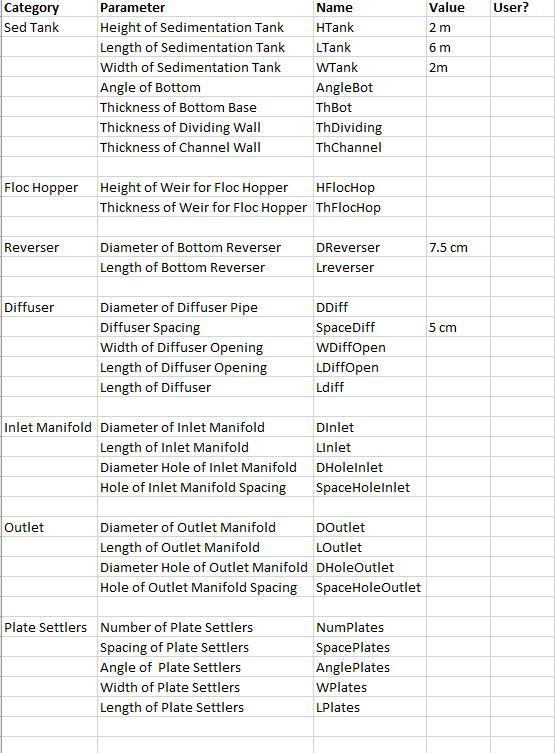 Category Parameter Name Value User?
Sed Tank Height of Sedimentation Tank HTank 2 m
Length of Sedimentation Tank LTank 6 m
Width of Sedimentation Tank WTank 2m
Angle of Bottom AngleBot
Thickness of Bottom Base ThBot
Thickness of Dividing Wall ThDividing
Thickness of Channel Wall ThChannel
Floc Hopper Height of Weir for Floc Hopper HFlocHop
Thickness of Weir for Floc Hopper ThFlocHop
Reverser Diameter of Bottom Reverser DReverser 7.5 cm
Length of Bottom Reverser Lreverser
Diffuser Diameter of Diffuser Pipe DDiff
Diffuser Spacing SpaceDiff 5 cm
Width of Diffuser Opening WDiffOpen
Length of Diffuser Opening LDiffOpen
Length of Diffuser Ldiff
Inlet Manifold Diameter of Inlet Manifold DInlet
Length of Inlet Manifold LInlet
Diameter Hole of Inlet Manifold DHoleInlet
Hole of Inlet Manifold Spacing SpaceHoleInlet
Outlet Diameter of Outlet Manifold DOutlet
Length of Outlet Manifold LOutlet
Diameter Hole of Outlet Manifold DHoleOutlet
Hole of Outlet Manifold Spacing SpaceHoleOutlet
Plate Settlers Number of Plate Settlers NumPlates
Spacing of Plate Settlers SpacePlates
Angle of  Plate Settlers AnglePlates
Width of Plate Settlers WPlates
Length of Plate Settlers LPlates